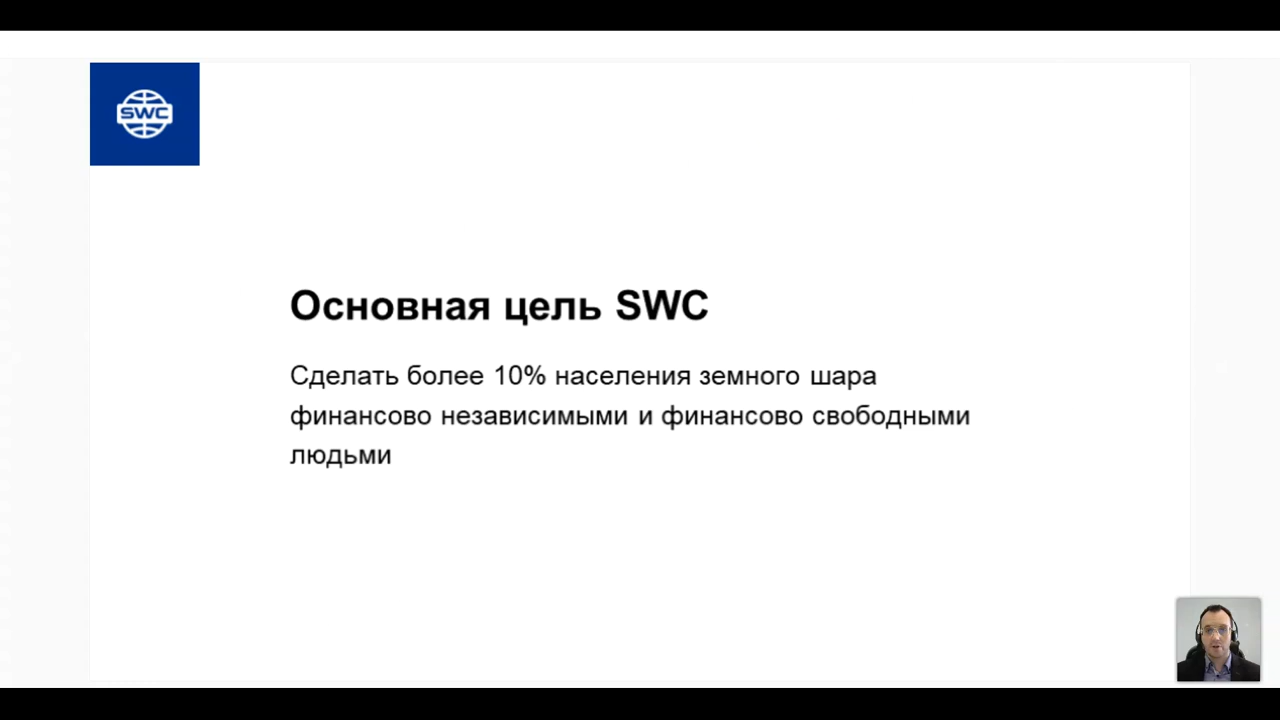 SWC
Основная цель SWC
Сделать более 10% населения земного шара
финансово независимыми и финансово свободными
людьми